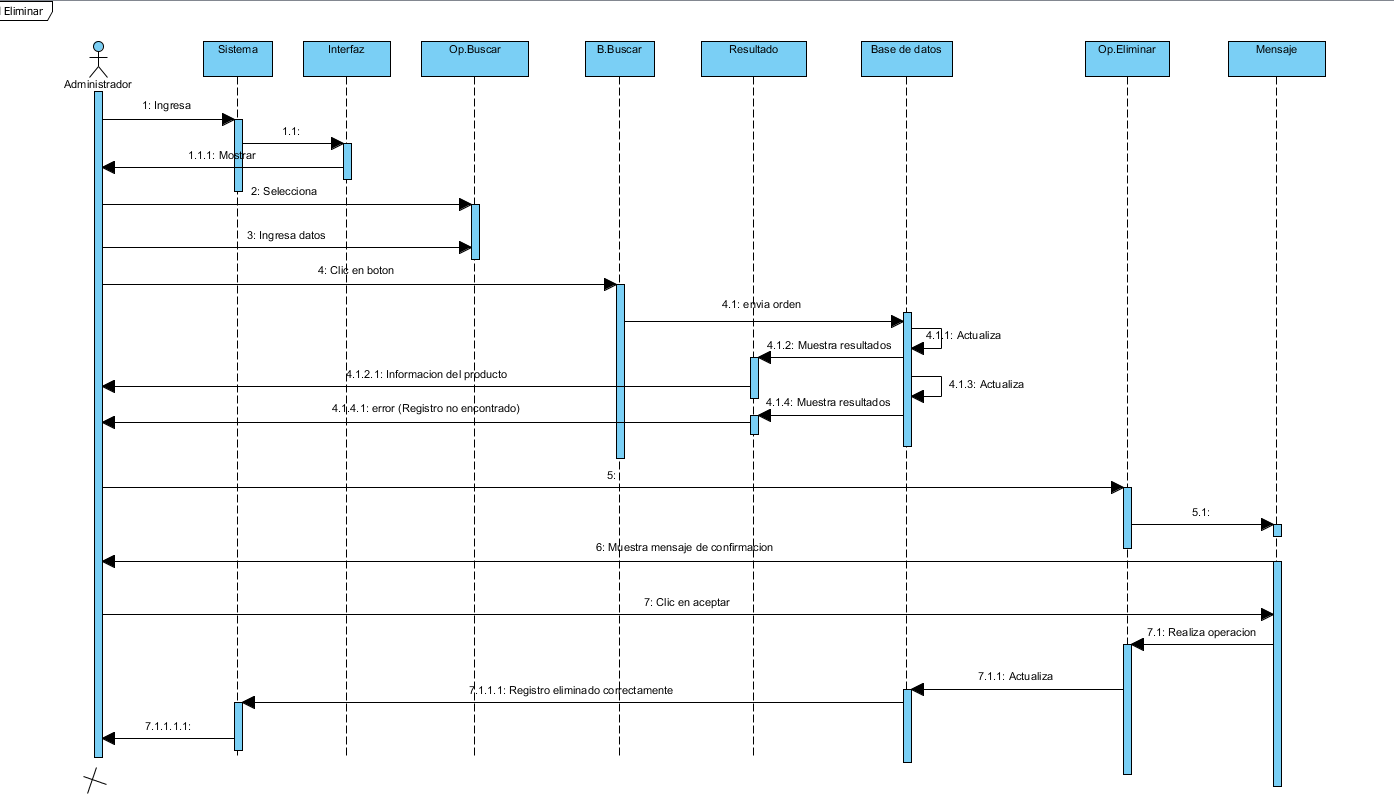 Eliminar
Sistema
Interfaz
Op.Buscar
B.Buscar
Resultado
Base de datos
Op.Eliminar
Mensaje
Administrador
1: Ingresa
1.1:
1.1.1: Mostrar
2: Selecciona
3: Ingresa datos
4: Clic en boton
4.1: envia orden
4.1.1: Actualiza
4.1.2: Muestra resultados
4.1.2.1: Informacion del producto
4.1.3: Actualiza
4.1.4: Muestra resultados
4.1.4.1: error (Registro no encontrado)
5:
5.1:
6: Muestra mensaje de confirmacion
7: Clic en aceptar
7.1: Realiza operacion
7.1.1: Actualiza
7.1.1.1: Registro eliminado correctamente
7.1.1.1.1: